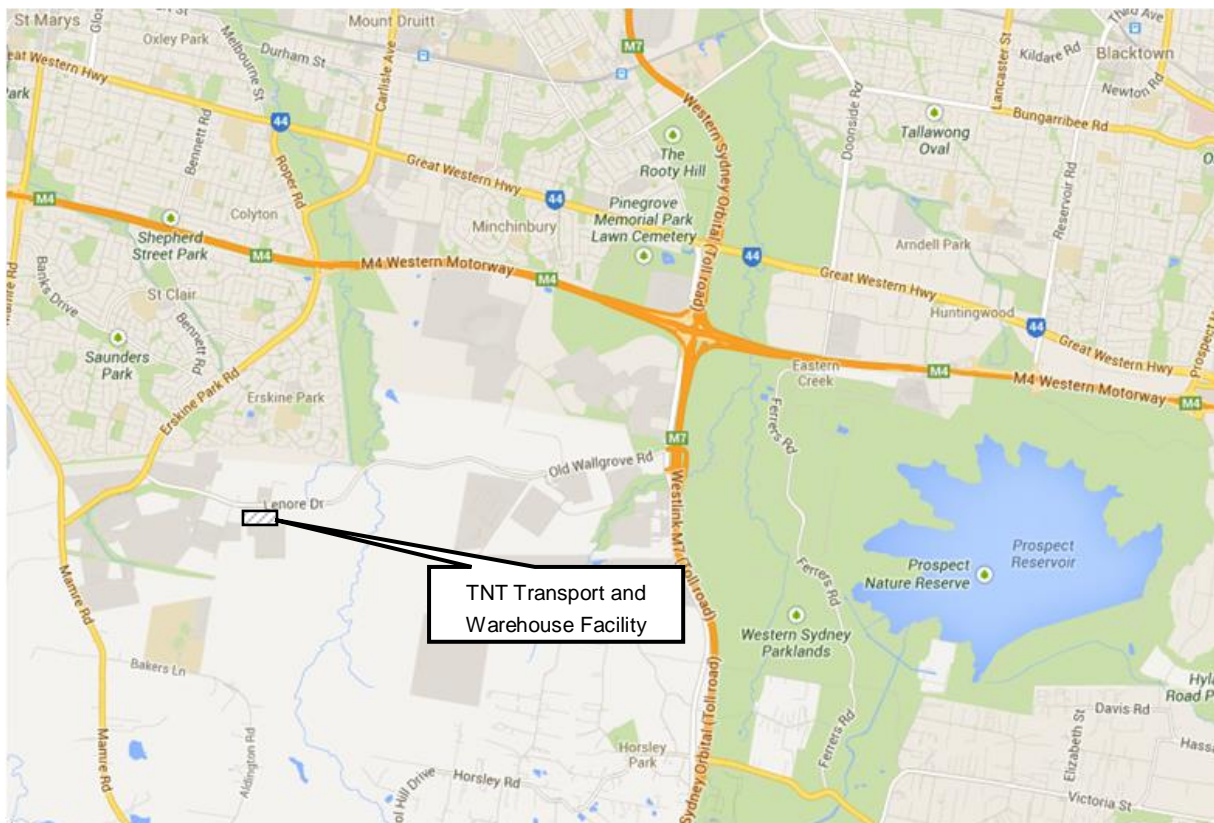 St Marys
Oxley Park
Mount Druitt
Durham St
Melbourne St
Carlisle Ave
Great Western Hwy
44
Bennett Rd
Roper Rd
M4
Colyton
Shepherd
Street Park
M4
Banks Drive
St Clair
Bennett Rd
Saunders
Park
Mamre Rd
Erskine Park Rd
Erskine Park
M7
Western Sydney Orbital (Toll road)
The
Rooty Hill
Great Western Hwy
44
Minchinbury
Pinegrove
Memorial Park
Lawn Cemetery
M4 Western Motorway
M4
44
Third Ave
Kildare Rd
Blacktown
Lancaster St
Newton Rd
Bungarribee Rd
Tallawong
Oval
Doonside Rd
Reservoir Rd
Arndell Park
Great Western Hwy
Huntingwood
44
Great Western Hwy
Eastern
Creek
M4
M4 Western Motorway
M4
Ferrers Rd
M7
Old Wallgrove Rd
Westlink M7 (Toll road)
Lenore Dr
TNT Transport and
Warehouse Facility
Prospect
Reservoir
Prospect
Nature Reserve
Ferrers Rd
Western Sydney
Parklands
Mamre Rd
Bakers Ln
Aldington Rd
Mamre Rd
Horsley
Park
Horsley Rd
Sydney Orbital (Toll road)
Ferrers Rd
Davis Rd
Elizabeth St
Victoria St